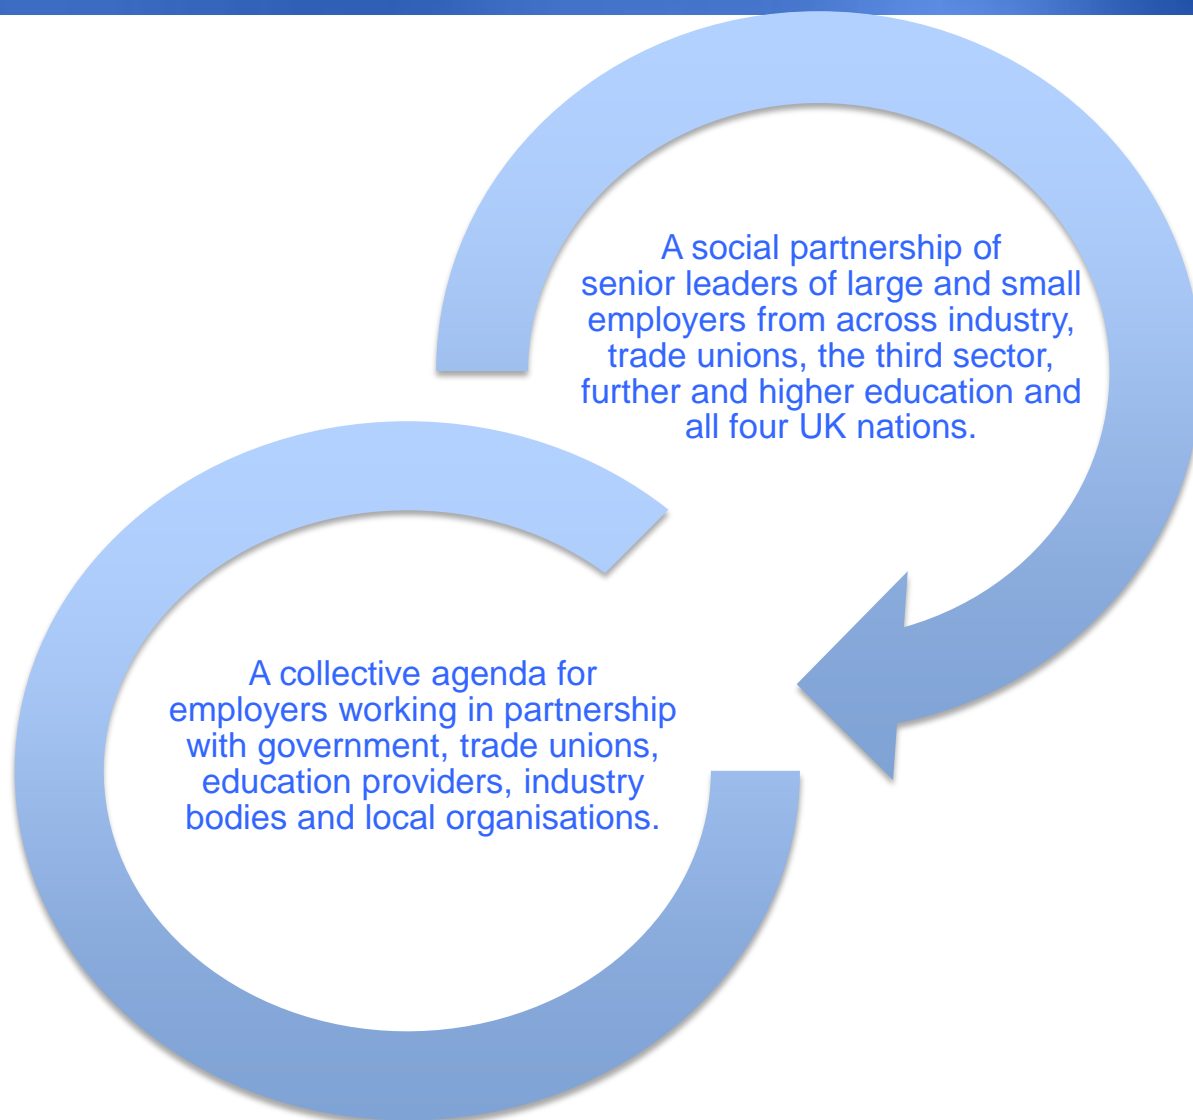 A social partnership of
senior leaders of large and small
employers from across industry,
trade unions, the third sector,
further and higher education and
all four UK nations.
A collective agenda for
employers working in partnership
with government, trade unions,
education providers, industry
bodies and local organisations.